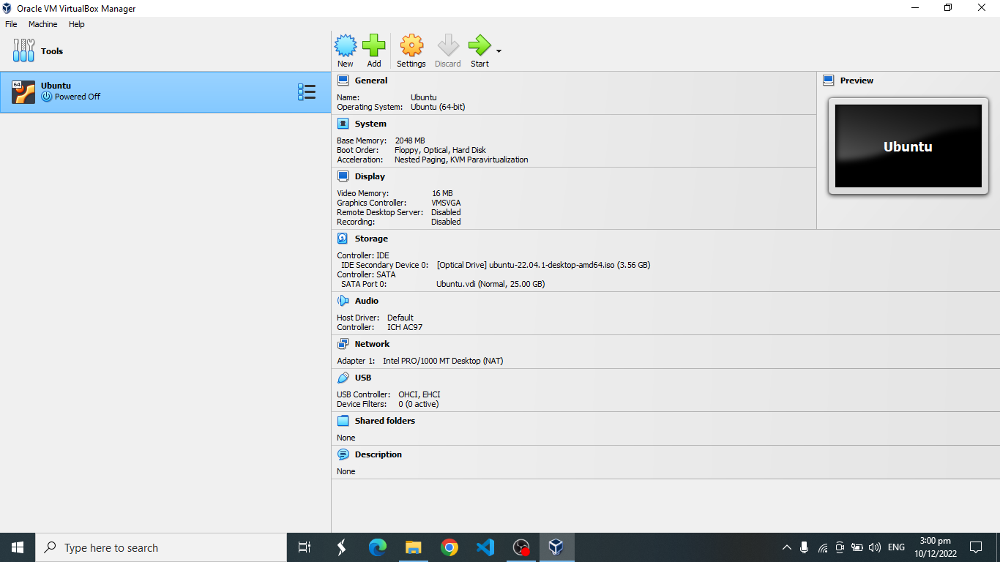 Oracle VM VirtualBox Manager
File Machine Help
Tools
New Add Settings Discard Start
64
Ubuntu
Powered Off
General
Name: Ubuntu
Operating System: Ubuntu (64-bit)
System
Base Memory: 2048 MB
Boot Order: Floppy, Optical, Hard Disk
Acceleration: Nested Paging, KVM Paravirtualization
Display
Video Memory: 16 MB
Graphics Controller: VMSVGA
Remote Desktop Server: Disabled
Recording: Disabled
Preview
Ubuntu
Storage
Controller: IDE
IDE Secondary Device 0: [Optical Drive] ubuntu-22.04.1-desktop-amd64.iso (3.56 GB)
Controller: SATA
SATA Port 0: Ubuntu.vdi (Normal, 25.00 GB)
Audio
Host Driver: Default
Controller: ICH AC97
Network
Adapter 1: Intel PRO/1000 MT Desktop (NAT)
USB
USB Controller: OHCI, EHCI
Device Filters: 0 (0 active)
Shared folders
None
Description
None
Type here to search
ENG
3:00 pm
10/12/2022